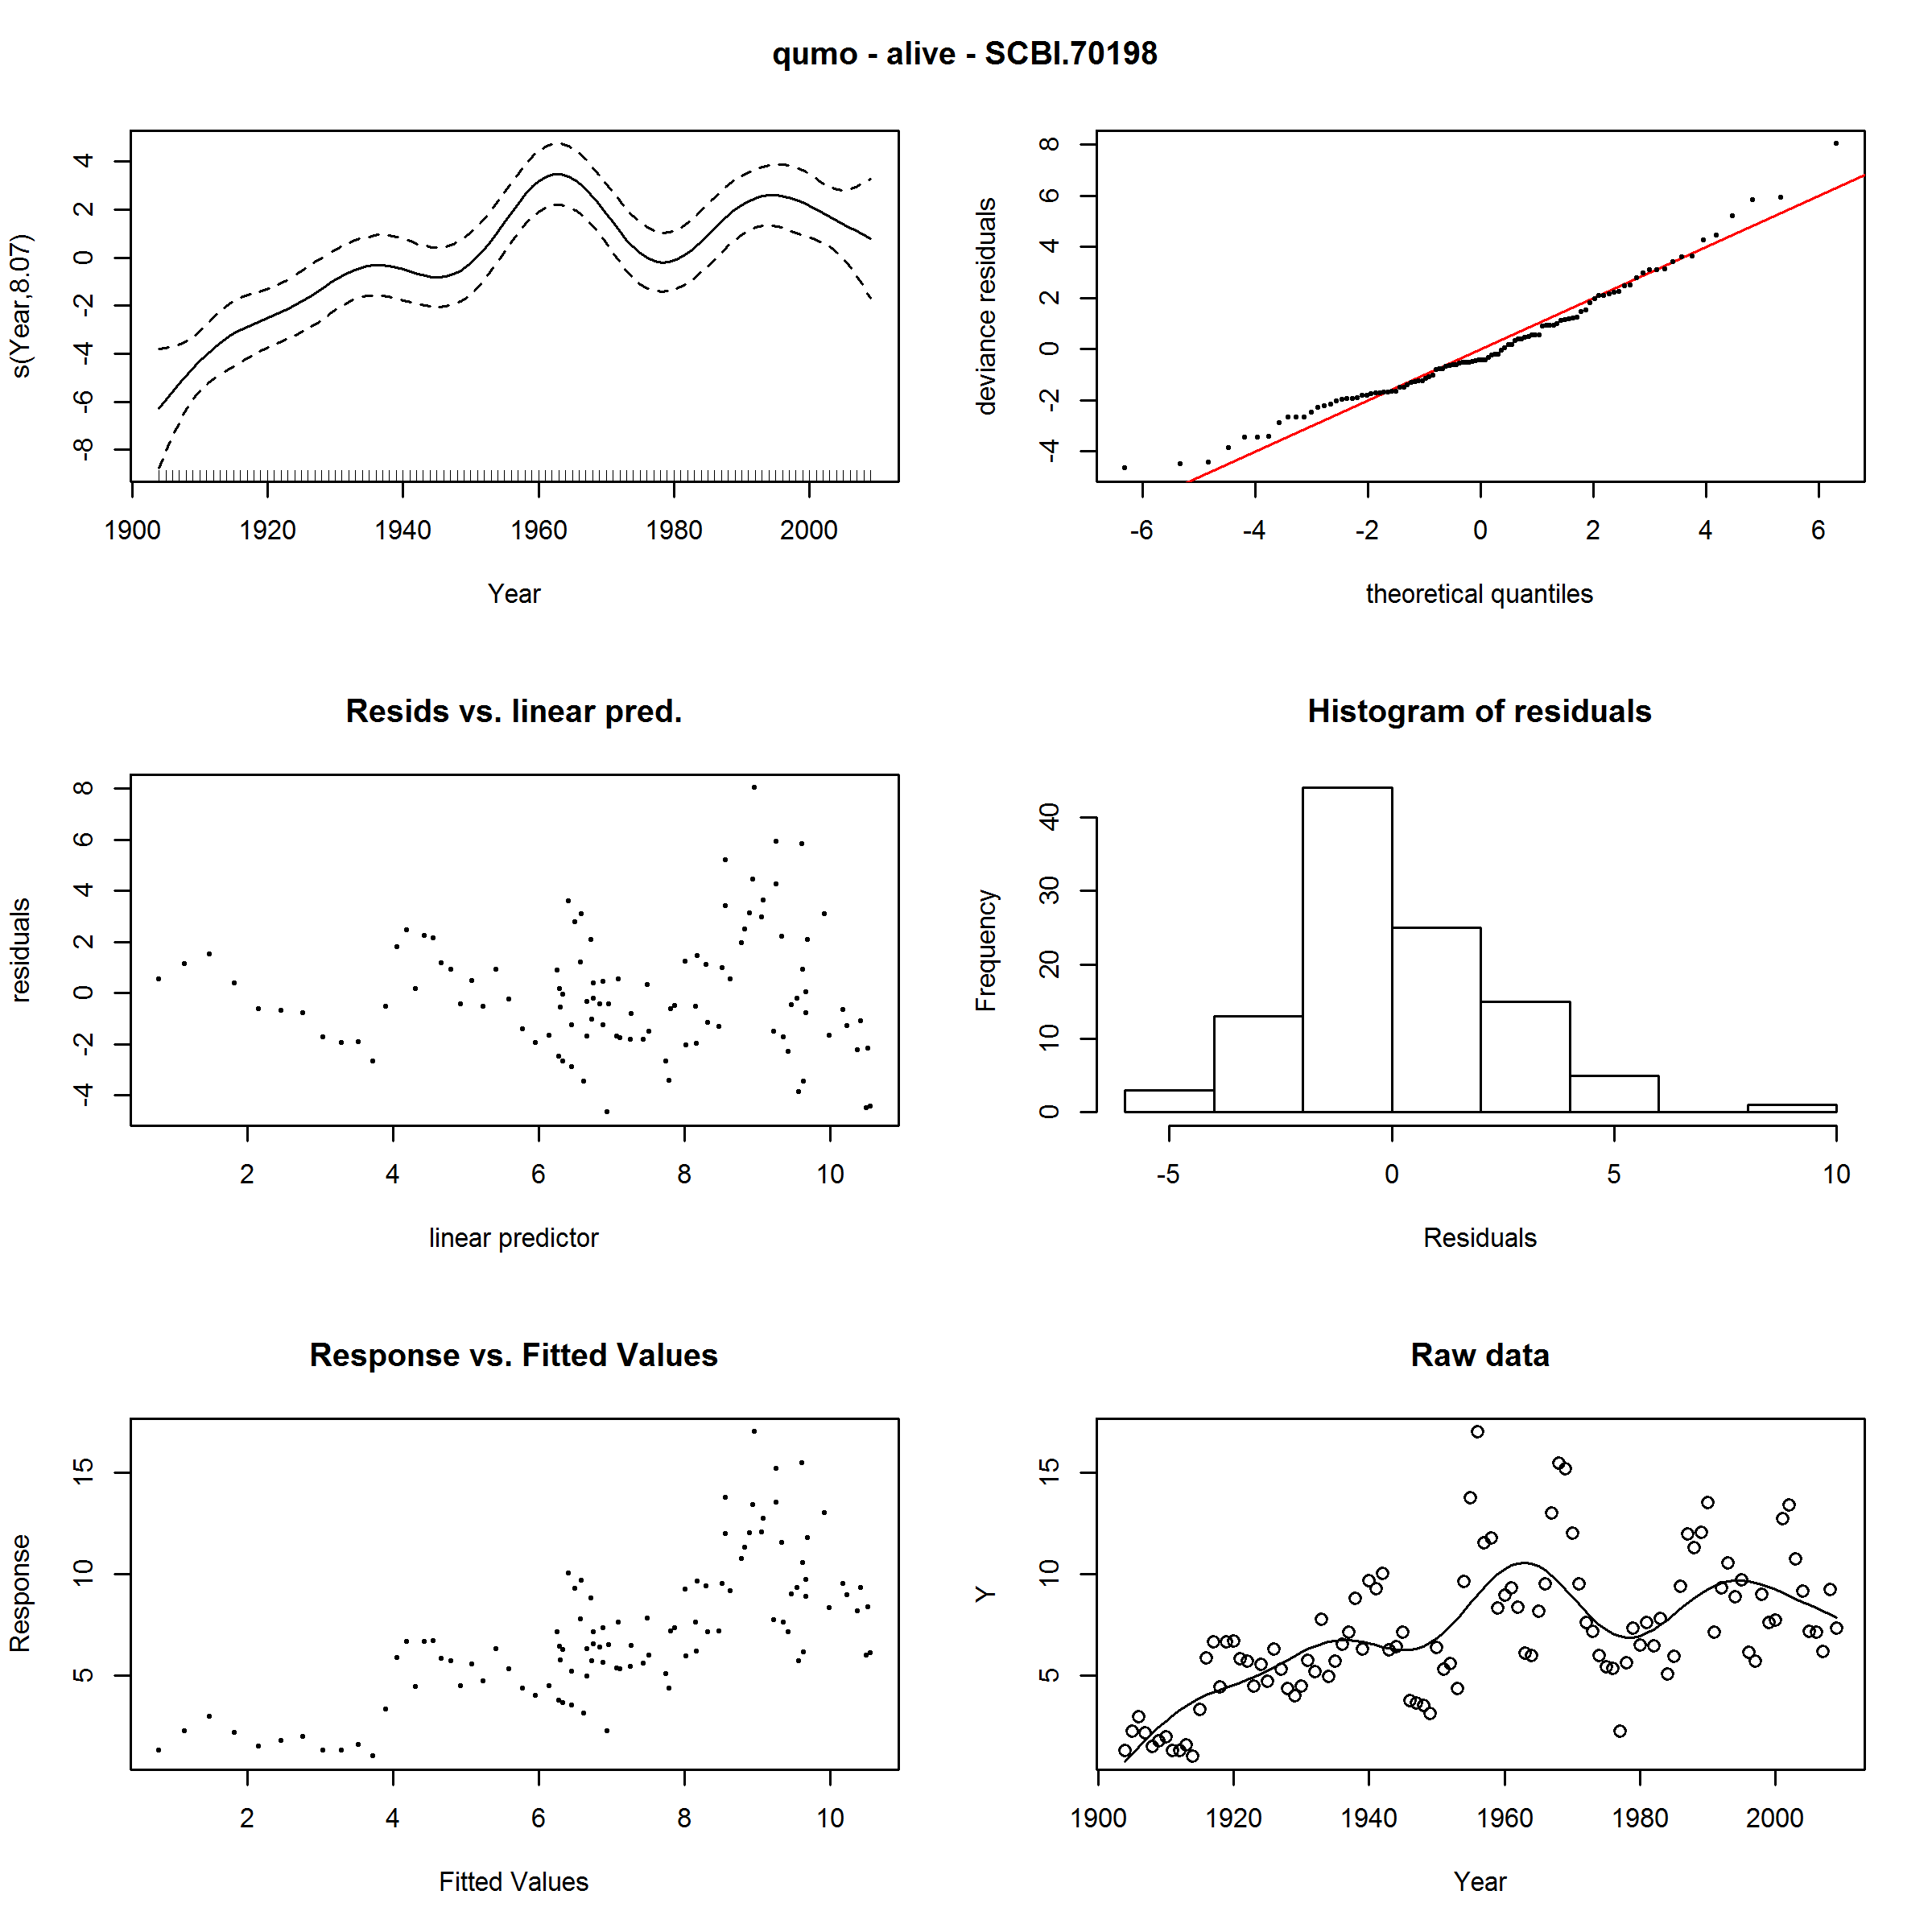 qumo - alive - SCBI.70198
s(Year,8.07)
-8 -6 -4 -2 0 2 4
1900 1920 1940 1960 1980 2000
Year
deviance residuals
-4 -2 0 2 4 6 8
-6 -4 -2 0 2 4 6
theoretical quantiles
Resids vs. linear pred.
residuals
-4 -2 0 2 4 6 8
2 4 6 8 10
linear predictor
Histogram of residuals
Frequency
0 10 20 30 40
-5 0 5 10
Residuals
Response vs. Fitted Values
Response
5 10 15
2 4 6 8 10
Fitted Values
Raw data
Y
5 10 15
1900 1920 1940 1960 1980 2000
Year